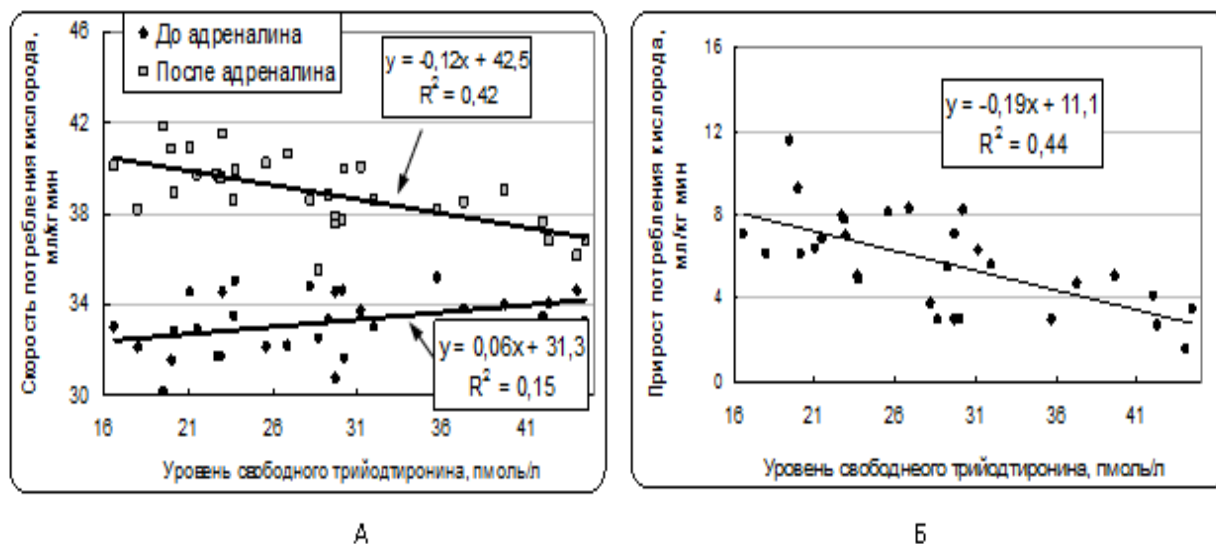 Скорость потребления кислорода,
мл/кг мин
46
42
38
34
30
До адреналина
После адреналина
y = -0,12x + 42,5
R² = 0,42
y = 0,06x + 31,3
R² = 0,15
16 21 26 31 36 41
Уровень свободного трийодтиронина, пмоль/л
А
Прирост потребления кислорода,
мл/кг мин
16
12
8
4
0
y = -0,19x + 11,1
R² = 0,44
16 21 26 31 36 41
Уровень свободнего трийодтиронина, пмоль/л
Б